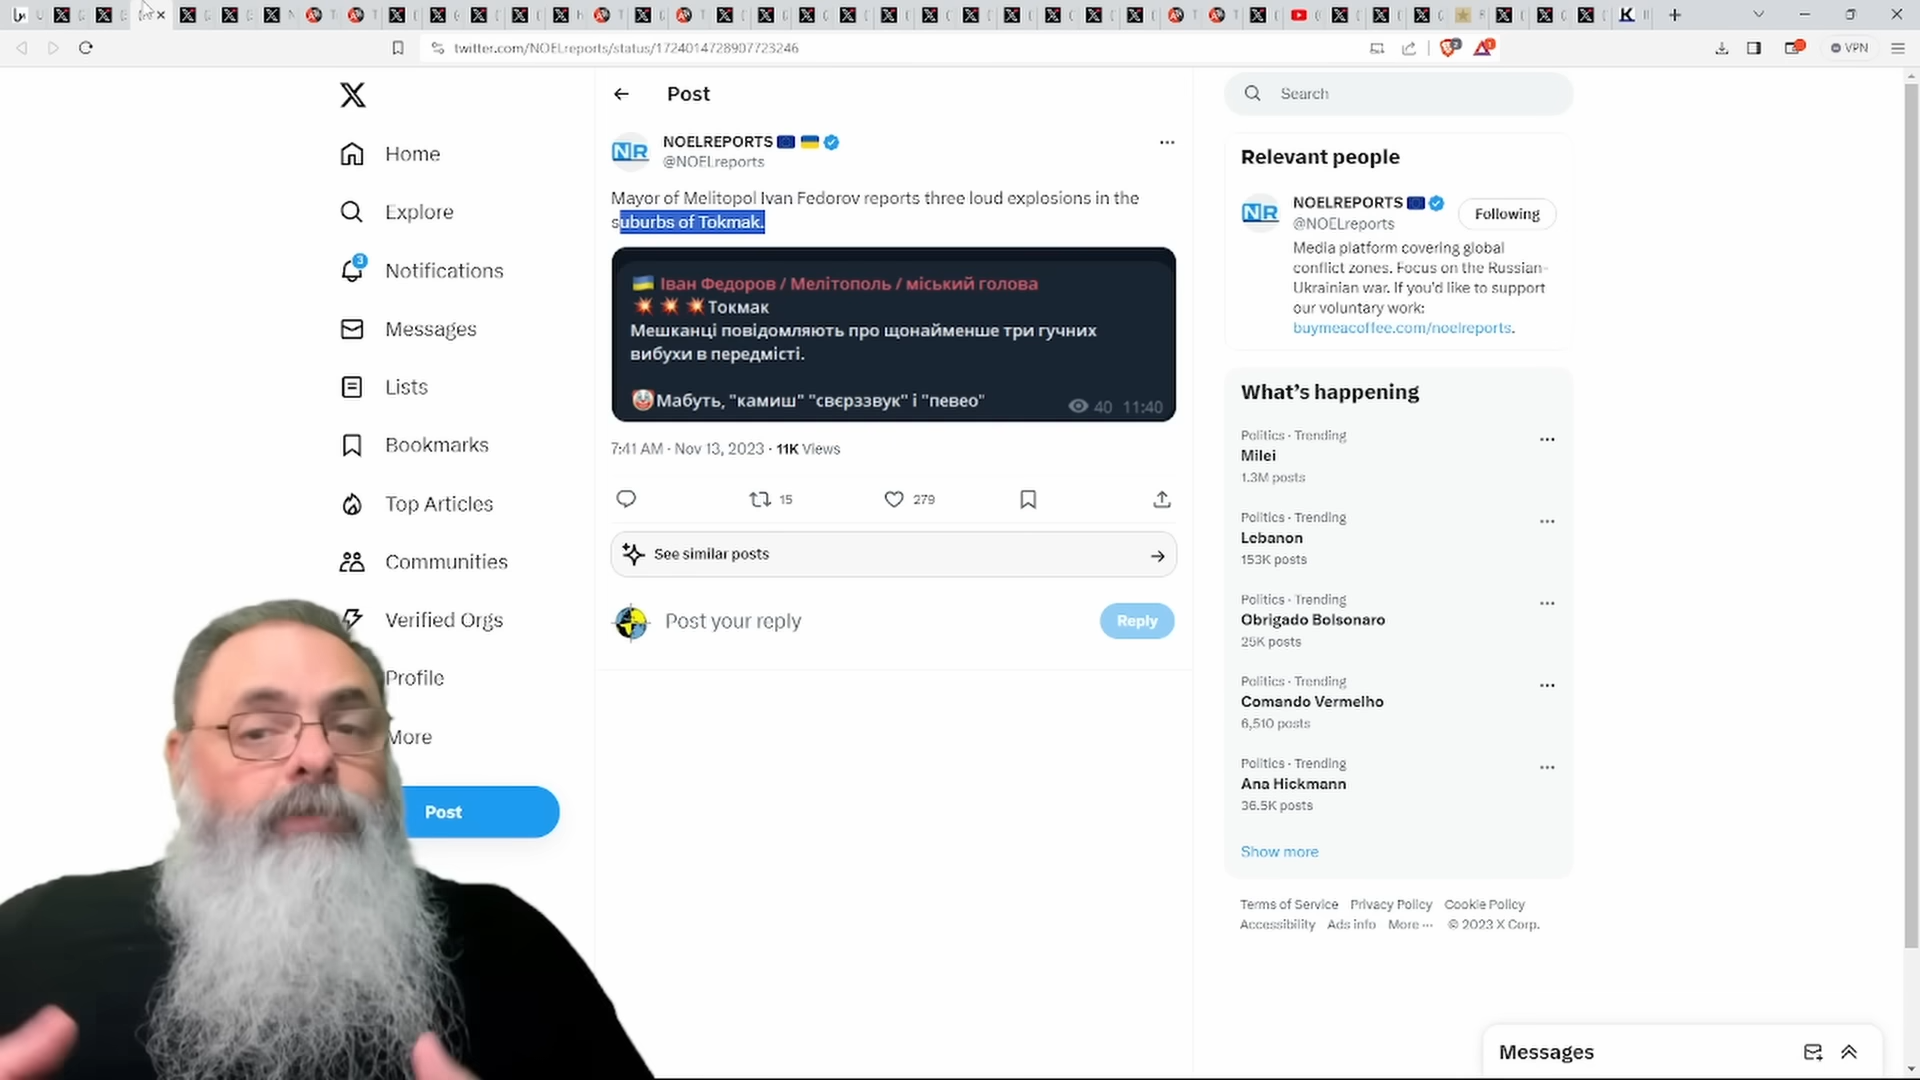 twitter.com/NOELreports/status/1724014728907723246
VPN
Home
Explore
3
Notifications
Messages
Lists
Bookmarks
Top Articles
Communities
Verified Orgs
Profile
More
Post
Post
NOELREPORTS
@NOELreports
NR
Mayor of Melitopol Ivan Fedorov reports three loud explosions in the
suburbs of Tokmak.
Іван Федоров / Мелітополь / міський голова
Токмак
Мешканці повідомляють про щонайменше три гучних
вибухи в передмісті.
Мабуть, "камиш" "свєрззвук" і "певео"
40 11:40
7:41 AM · Nov 13, 2023 · 11K Views
15
279
See similar posts
Post your reply
Reply
Search
Relevant people
NR
NOELREPORTS
@NOELreports
Following
Media platform covering global
conflict zones. Focus on the Russian-
Ukrainian war. If you'd like to support
our voluntary work:
buymeacoffee.com/noelreports.
What's happening
Politics · Trending
Milei
1.3M posts
Politics · Trending
Lebanon
153K posts
Politics · Trending
Obrigado Bolsonaro
25K posts
Politics · Trending
Comando Vermelho
6,510 posts
Politics · Trending
Ana Hickmann
36.5K posts
Show more
Terms of Service Privacy Policy Cookie Policy
Accessibility Ads info More ··· © 2023 X Corp.
Messages